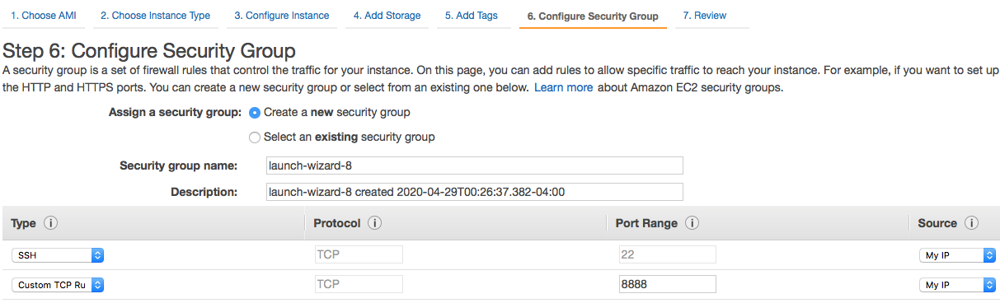 1. Choose AMI 2. Choose Instance Type 3. Configure Instance 4. Add Storage 5. Add Tags 6. Configure Security Group 7. Review
Step 6: Configure Security Group
A security group is a set of firewall rules that control the traffic for your instance. On this page, you can add rules to allow specific traffic to reach your instance. For example, if you want to set up
the HTTP and HTTPS ports. You can create a new security group or select from an existing one below. Learn more about Amazon EC2 security groups.
Assign a security group: Create a new security group
Select an existing security group
Security group name: launch-wizard-8
Description: launch-wizard-8 created 2020-04-29T00:26:37.382-04:00
Type i Protocol i Port Range i Source i
SSH TCP 22 My IP
Custom TCP Ru TCP 8888 My IP